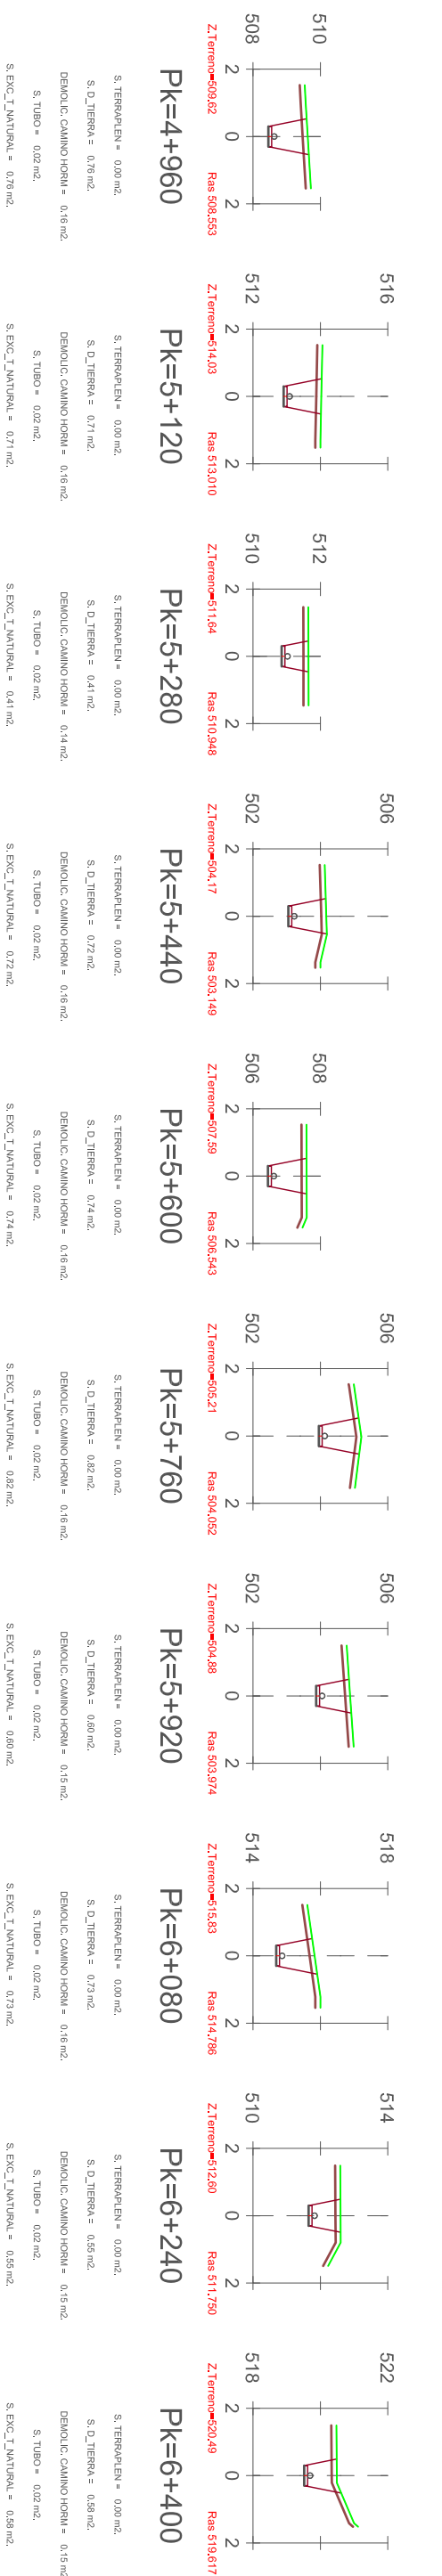 510
508
2 0 2
Z.Terreno=509.62 Ras 508.553
Pk=4+960
S. TERRAPLEN = 0,00 m2.
S. D_TIERRA = 0,76 m2.
DEMOLIC. CAMINO HORM = 0,16 m2.
S. TUBO = 0,02 m2.
S. EXC_T_NATURAL = 0,76 m2.
516
512
2 0 2
Z.Terreno=514.03 Ras 513.010
Pk=5+120
S. TERRAPLEN = 0,00 m2.
S. D_TIERRA = 0,71 m2.
DEMOLIC. CAMINO HORM = 0,16 m2.
S. TUBO = 0,02 m2.
S. EXC_T_NATURAL = 0,71 m2.
512
510
2 0 2
Z.Terreno=511.64 Ras 510.948
Pk=5+280
S. TERRAPLEN = 0,00 m2.
S. D_TIERRA = 0,41 m2.
DEMOLIC. CAMINO HORM = 0,14 m2.
S. TUBO = 0,02 m2.
S. EXC_T_NATURAL = 0,41 m2.
506
502
2 0 2
Z.Terreno=504.17 Ras 503.149
Pk=5+440
S. TERRAPLEN = 0,00 m2.
S. D_TIERRA = 0,72 m2.
DEMOLIC. CAMINO HORM = 0,16 m2.
S. TUBO = 0,02 m2.
S. EXC_T_NATURAL = 0,72 m2.
508
506
2 0 2
Z.Terreno=507.59 Ras 506.543
Pk=5+600
S. TERRAPLEN = 0,00 m2.
S. D_TIERRA = 0,74 m2.
DEMOLIC. CAMINO HORM = 0,16 m2.
S. TUBO = 0,02 m2.
S. EXC_T_NATURAL = 0,74 m2.
506
502
2 0 2
Z.Terreno=505.21 Ras 504.052
Pk=5+760
S. TERRAPLEN = 0,00 m2.
S. D_TIERRA = 0,82 m2.
DEMOLIC. CAMINO HORM = 0,16 m2.
S. TUBO = 0,02 m2.
S. EXC_T_NATURAL = 0,82 m2.
506
502
2 0 2
Z.Terreno=504.88 Ras 503.974
Pk=5+920
S. TERRAPLEN = 0,00 m2.
S. D_TIERRA = 0,60 m2.
DEMOLIC. CAMINO HORM = 0,15 m2.
S. TUBO = 0,02 m2.
S. EXC_T_NATURAL = 0,60 m2.
518
514
2 0 2
Z.Terreno=515.83 Ras 514.786
Pk=6+080
S. TERRAPLEN = 0,00 m2.
S. D_TIERRA = 0,73 m2.
DEMOLIC. CAMINO HORM = 0,16 m2.
S. TUBO = 0,02 m2.
S. EXC_T_NATURAL = 0,73 m2.
514
510
2 0 2
Z.Terreno=512.60 Ras 511.750
Pk=6+240
S. TERRAPLEN = 0,00 m2.
S. D_TIERRA = 0,55 m2.
DEMOLIC. CAMINO HORM = 0,15 m2.
S. TUBO = 0,02 m2.
S. EXC_T_NATURAL = 0,55 m2.
522
518
2 0 2
Z.Terreno=520.49 Ras 519.617
Pk=6+400
S. TERRAPLEN = 0,00 m2.
S. D_TIERRA = 0,58 m2.
DEMOLIC. CAMINO HORM = 0,15 m2.
S. TUBO = 0,02 m2.
S. EXC_T_NATURAL = 0,58 m2.